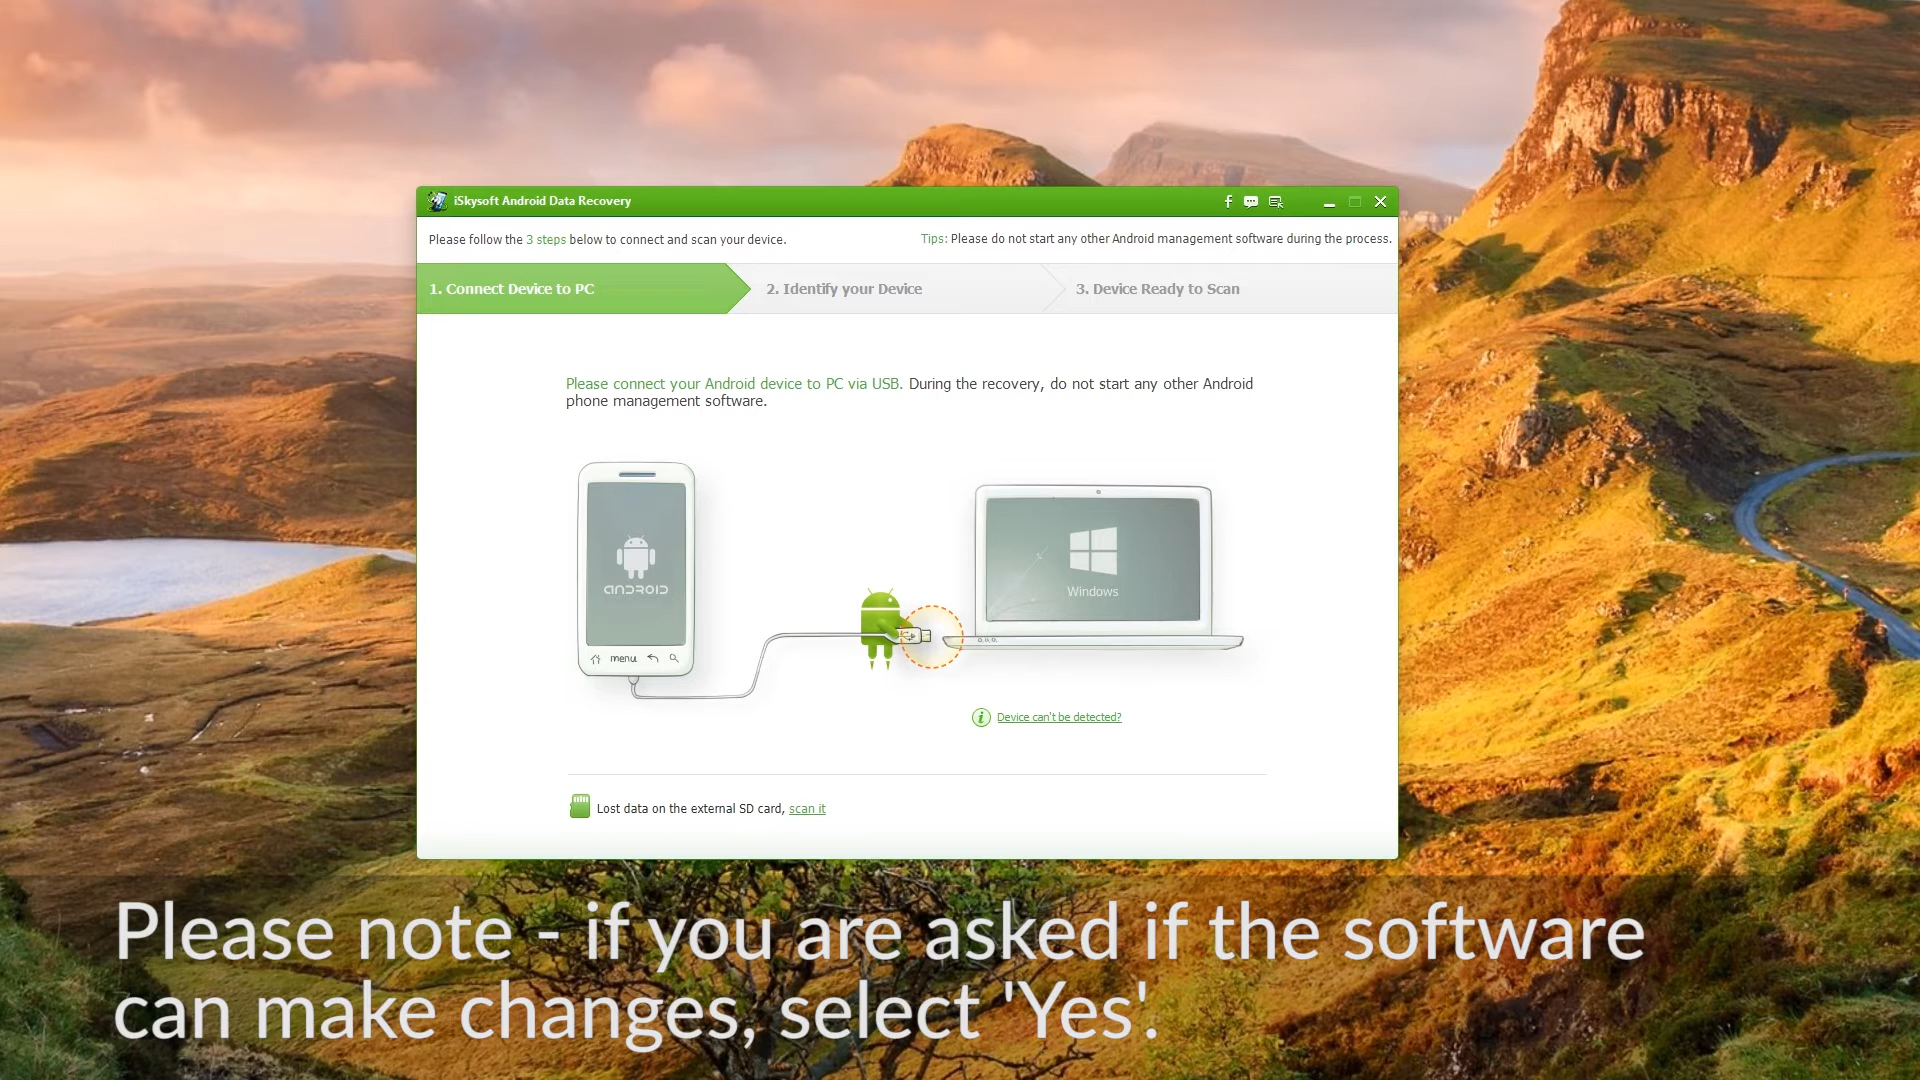 iSkysoft Android Data Recovery
Please follow the 3 steps below to connect and scan your device.
Tips: Please do not start any other Android management software during the process.
1. Connect Device to PC
2. Identify your Device
3. Device Ready to Scan
Please connect your Android device to PC via USB. During the recovery, do not start any other Android
phone management software.
ANDROID
menu
Windows
Device can't be detected?
Lost data on the external SD card, scan it
Please note - if you are asked if the software
can make changes, select 'Yes'.